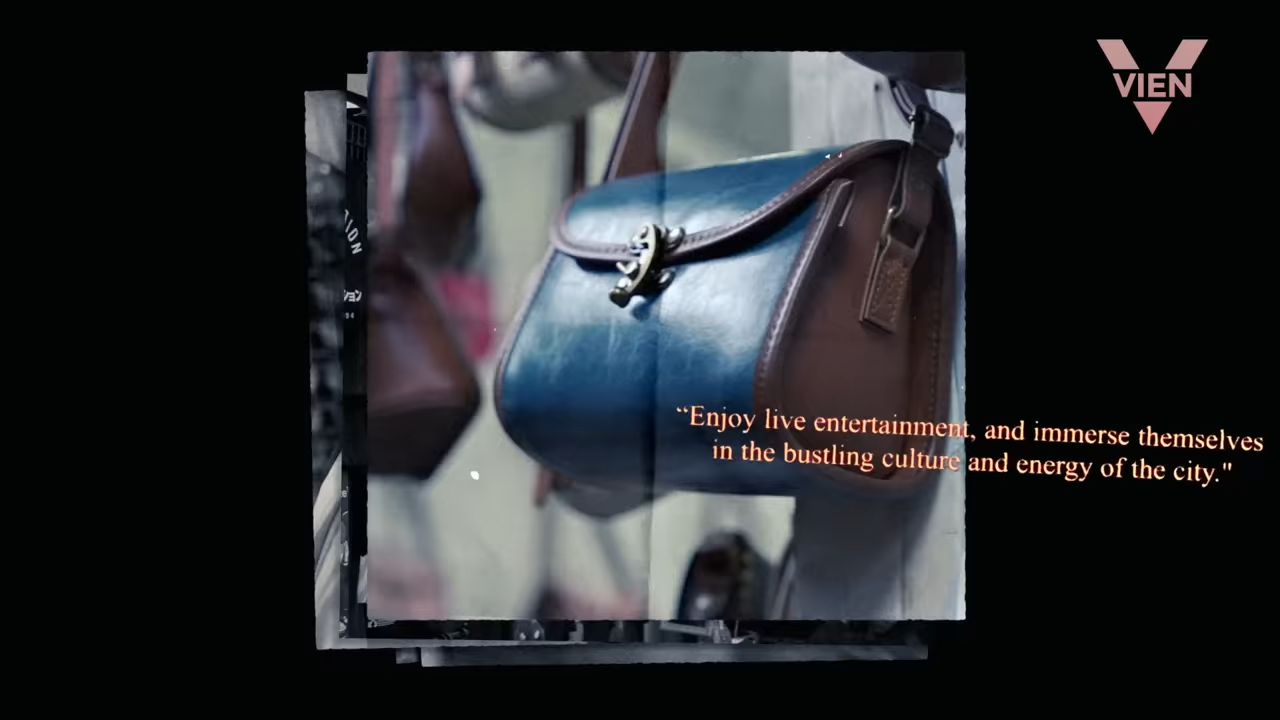 VIEN
“Enjoy live entertainment, and immerse themselves
in the bustling culture and energy of the city."